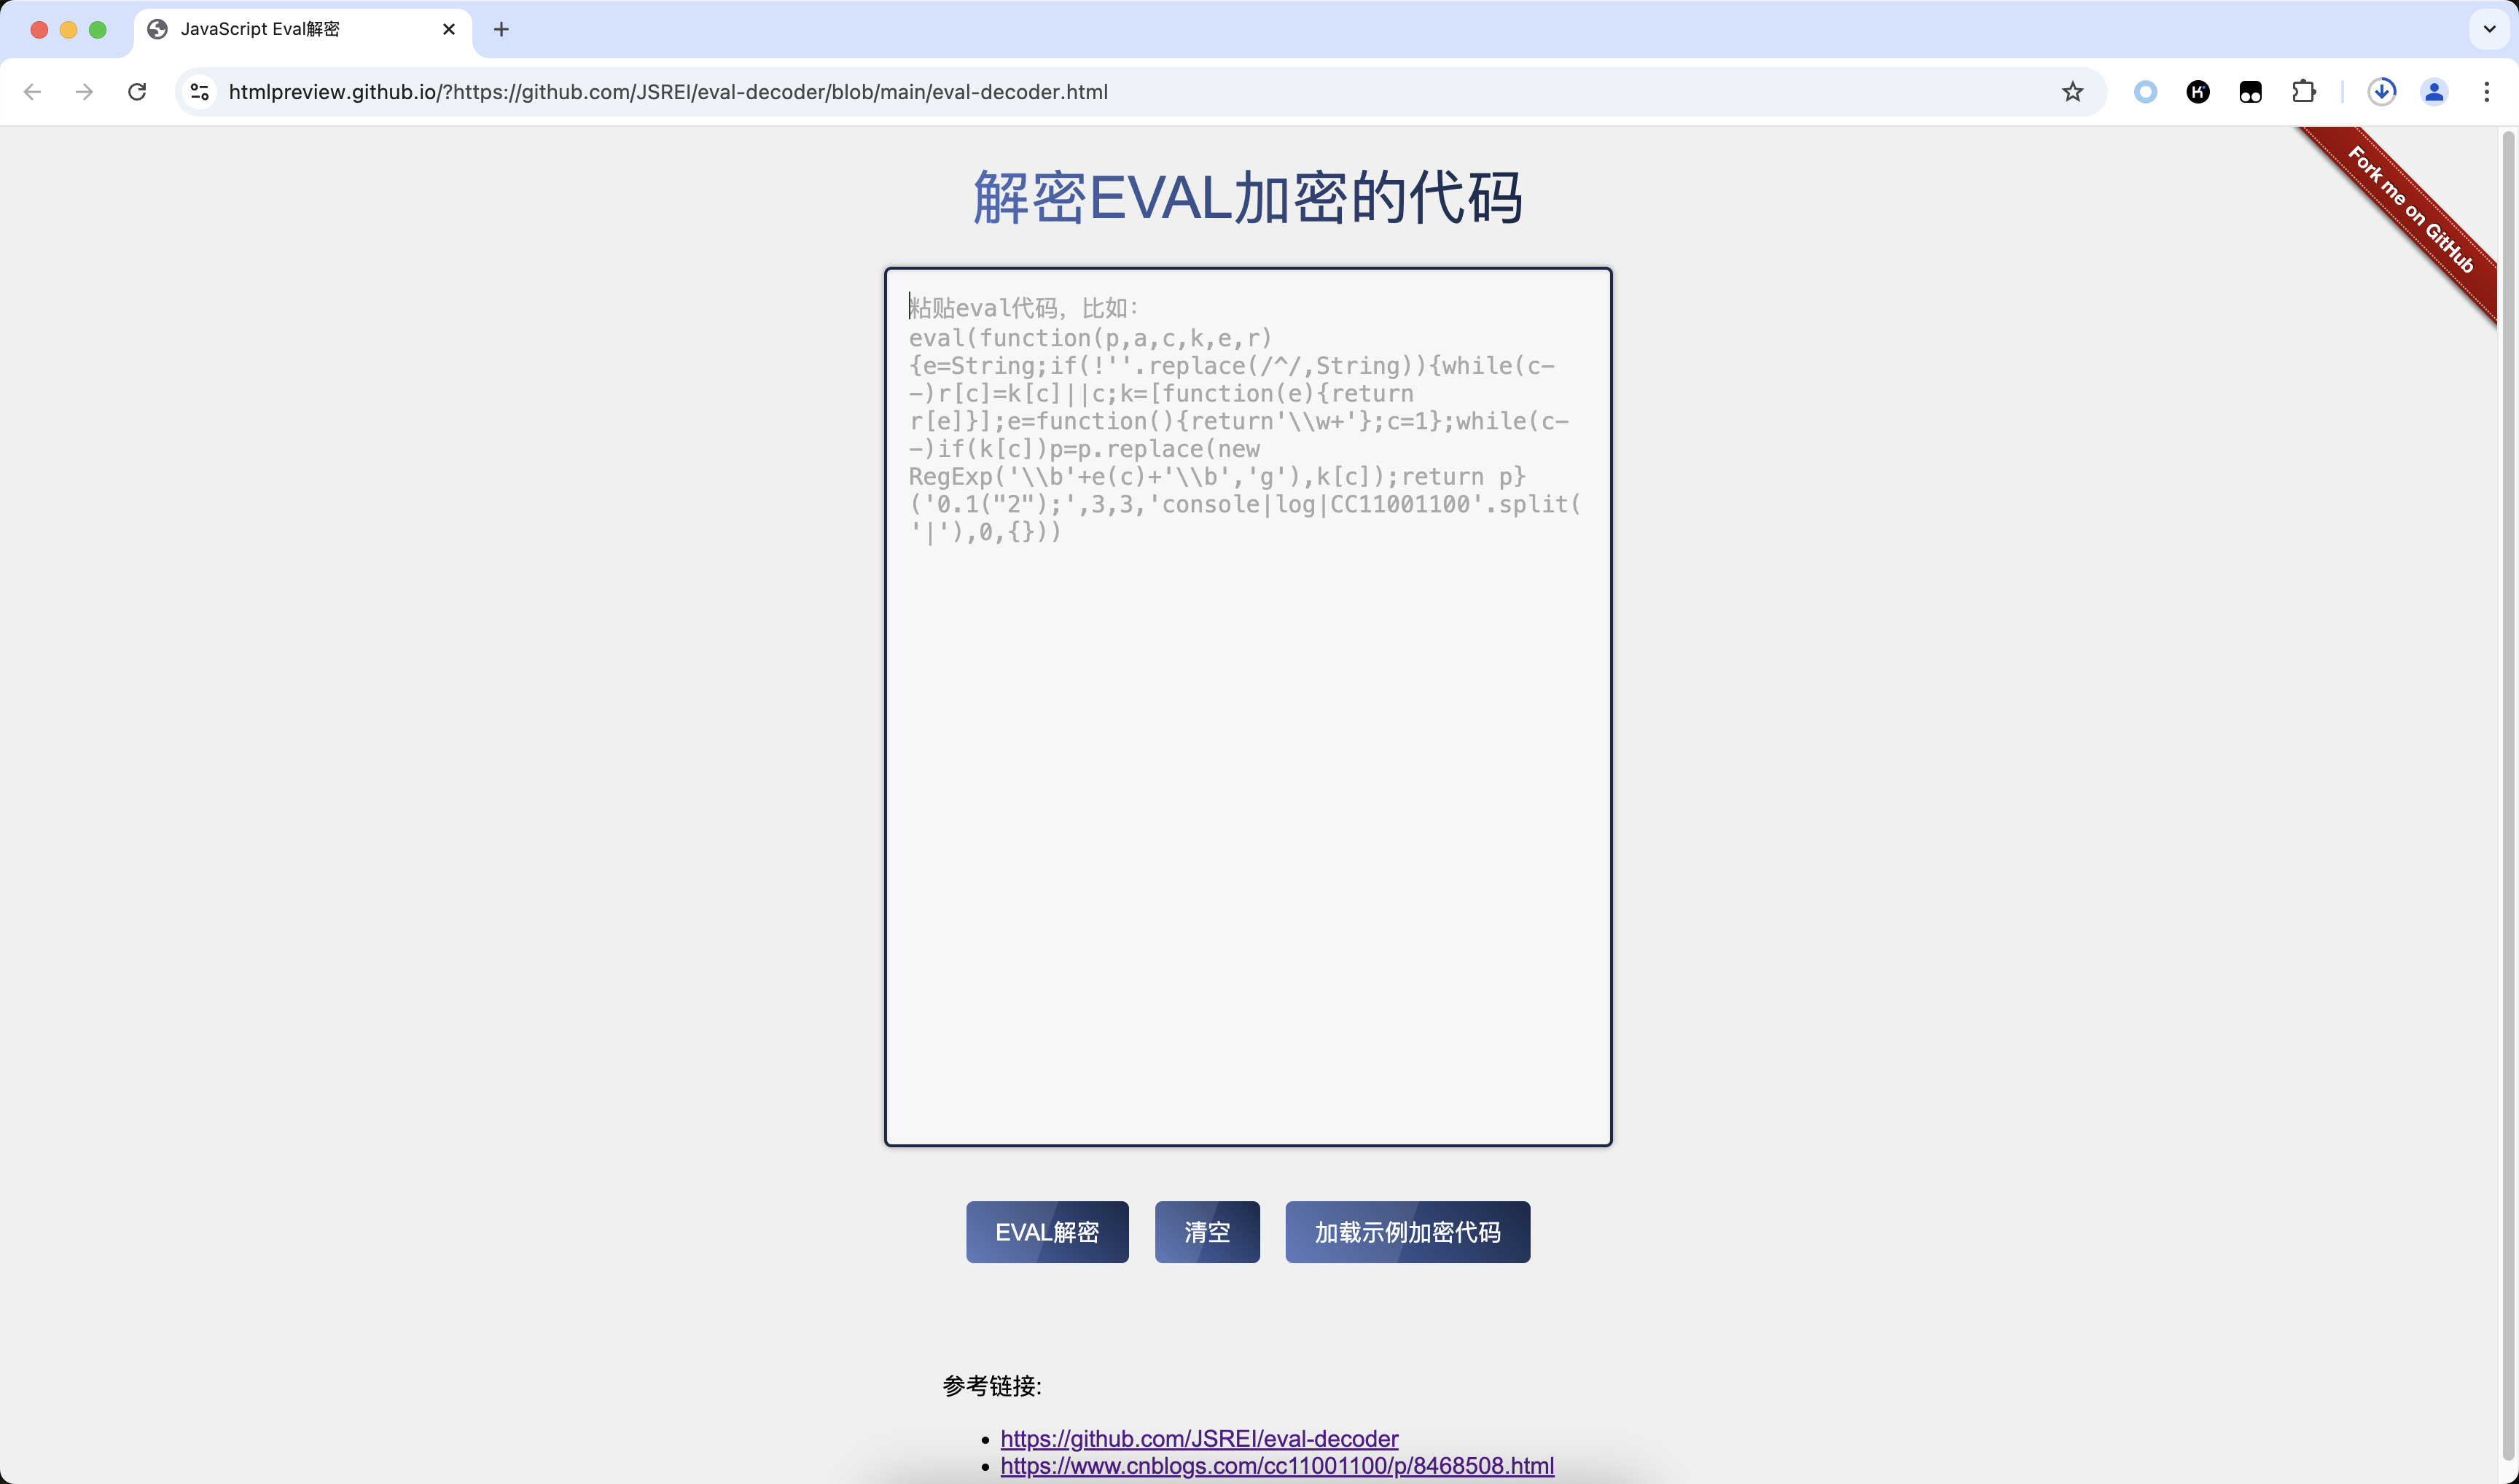 JavaScript Eval解密
htmlpreview.github.io/?https://github.com/JSREI/eval-decoder/blob/main/eval-decoder.html
Fork me on GitHub
解密EVAL加密的代码
粘贴eval代码，比如：
eval(function(p,a,c,k,e,r)
{e=String;if(!''.replace(/^/,String)){while(c-
-)r[c]=k[c]||c;k=[function(e){return
r[e]}];e=function(){return'\\w+'};c=1};while(c-
-)if(k[c])p=p.replace(new
RegExp('\\b'+e(c)+'\\b','g'),k[c]);return p}
('0.1("2");',3,3,'console|log|CC11001100'.split(
'|'),0,{}))
EVAL解密
清空
加载示例加密代码
参考链接:
https://github.com/JSREI/eval-decoder
https://www.cnblogs.com/cc11001100/p/8468508.html